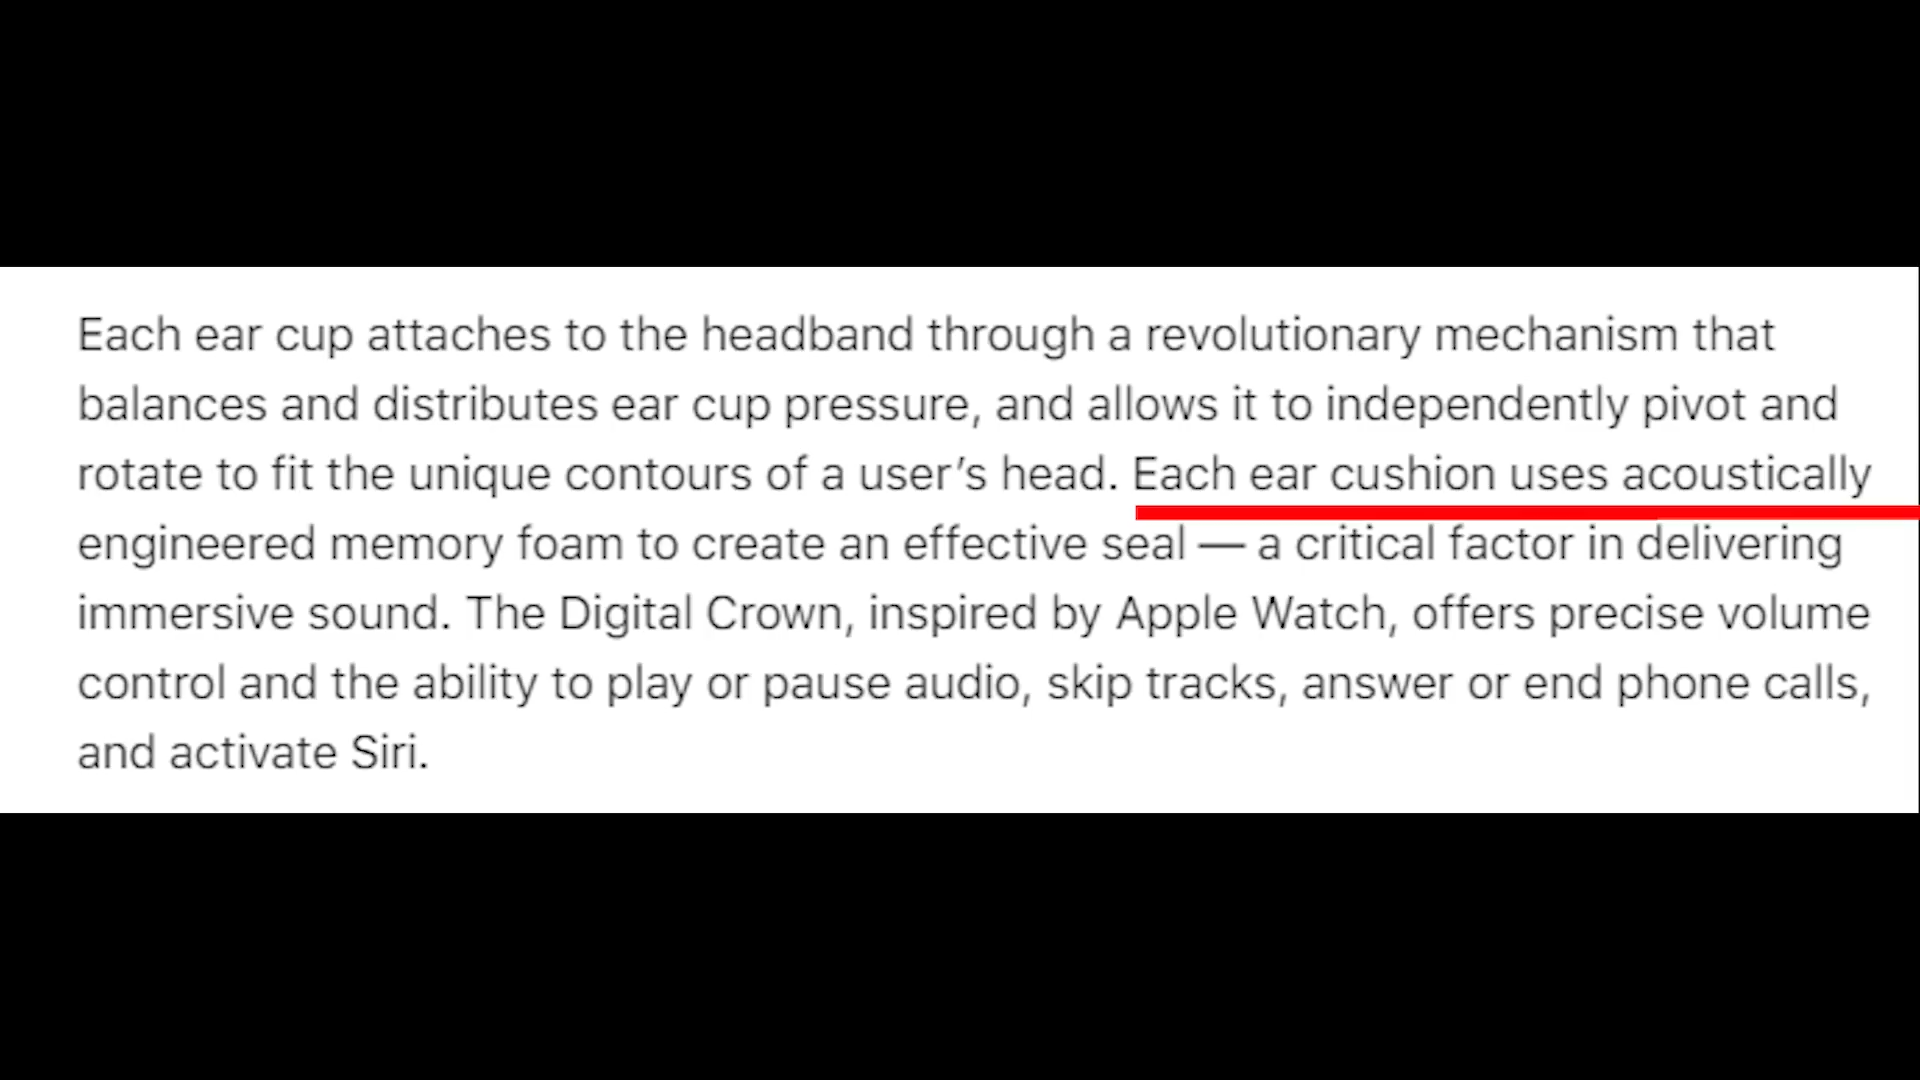 Each ear cup attaches to the headband through a revolutionary mechanism that
balances and distributes ear cup pressure, and allows it to independently pivot and
rotate to fit the unique contours of a user’s head. Each ear cushion uses acoustically
engineered memory foam to create an effective seal — a critical factor in delivering
immersive sound. The Digital Crown, inspired by Apple Watch, offers precise volume
control and the ability to play or pause audio, skip tracks, answer or end phone calls,
and activate Siri.